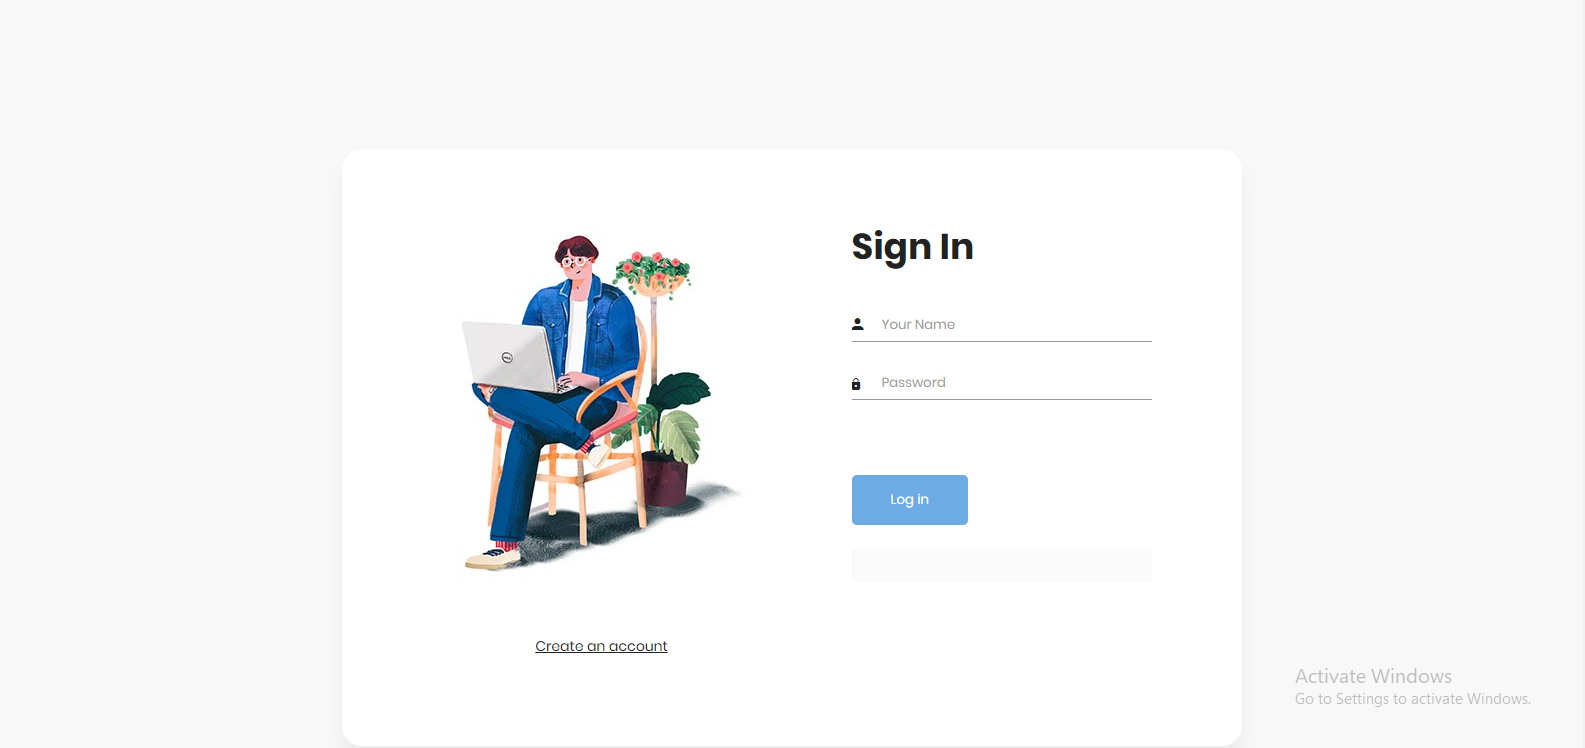 Sign In
Your Name
Password
Log in
Create an account
Activate Windows
Go to Settings to activate Windows.